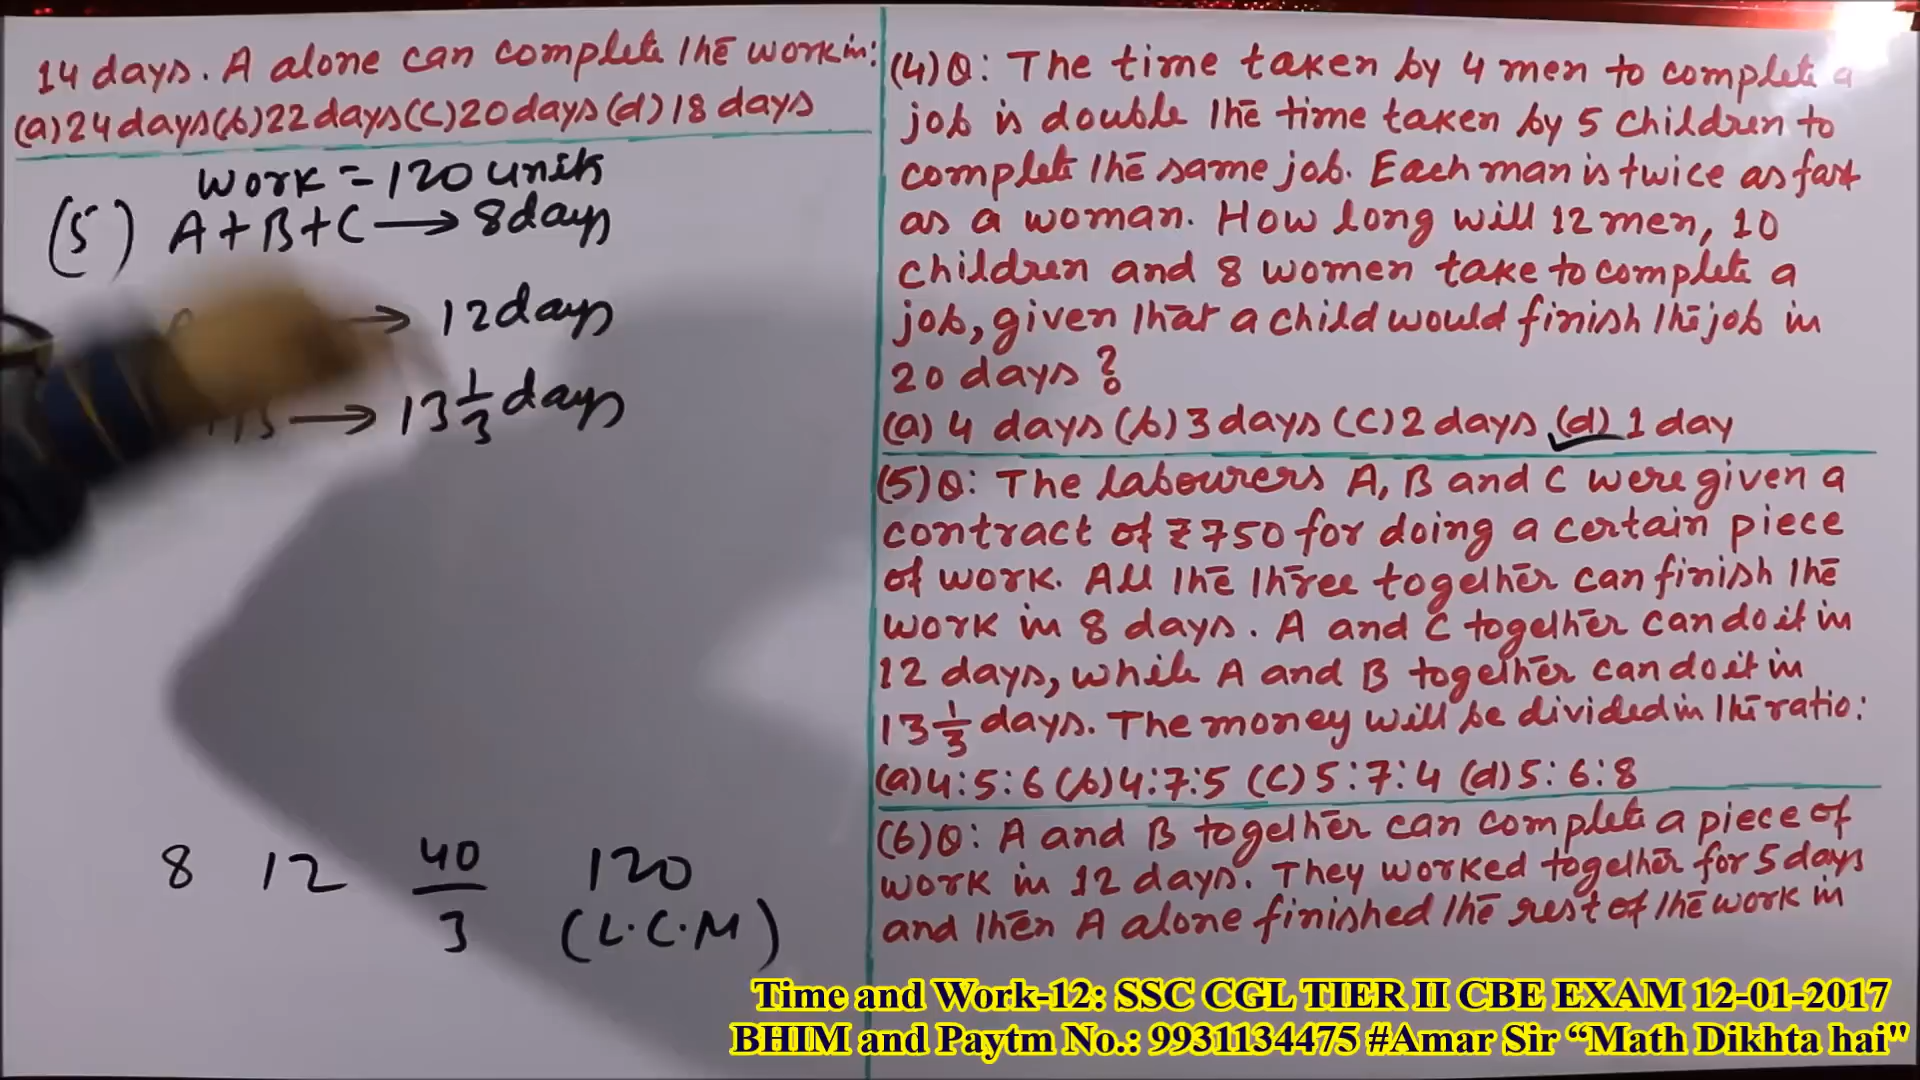 14 days. A alone can complete the work in:
(a) 24 days (b) 22 days (c) 20 days (d) 18 days
Work = 120 units
(5) A+B+C → 8 days
→ 12 days
+B → 13 1/3 days
8 12 40/3 120
(L.C.M)
(4) Q: The time taken by 4 men to complete a
job is double the time taken by 5 children to
complete the same job. Each man is twice as fast
as a woman. How long will 12 men, 10
children and 8 women take to complete a
job, given that a child would finish the job in
20 days ?
(a) 4 days (b) 3 days (c) 2 days (d) 1 day
(5) Q: The labourers A, B and C were given a
contract of ₹750 for doing a certain piece
of work. All the three together can finish the
work in 8 days. A and C together can do it in
12 days, while A and B together can do it in
13 1/3 days. The money will be divided in the ratio:
(a) 4:5:6 (b) 4:7:5 (c) 5:7:4 (d) 5:6:8
(6) Q: A and B together can complete a piece of
work in 12 days. They worked together for 5 days
and then A alone finished the rest of the work in
Time and Work-12: SSC CGL TIER II CBE EXAM 12-01-2017
BHIM and Paytm No.: 9931134475 #Amar Sir “Math Dikhta hai"